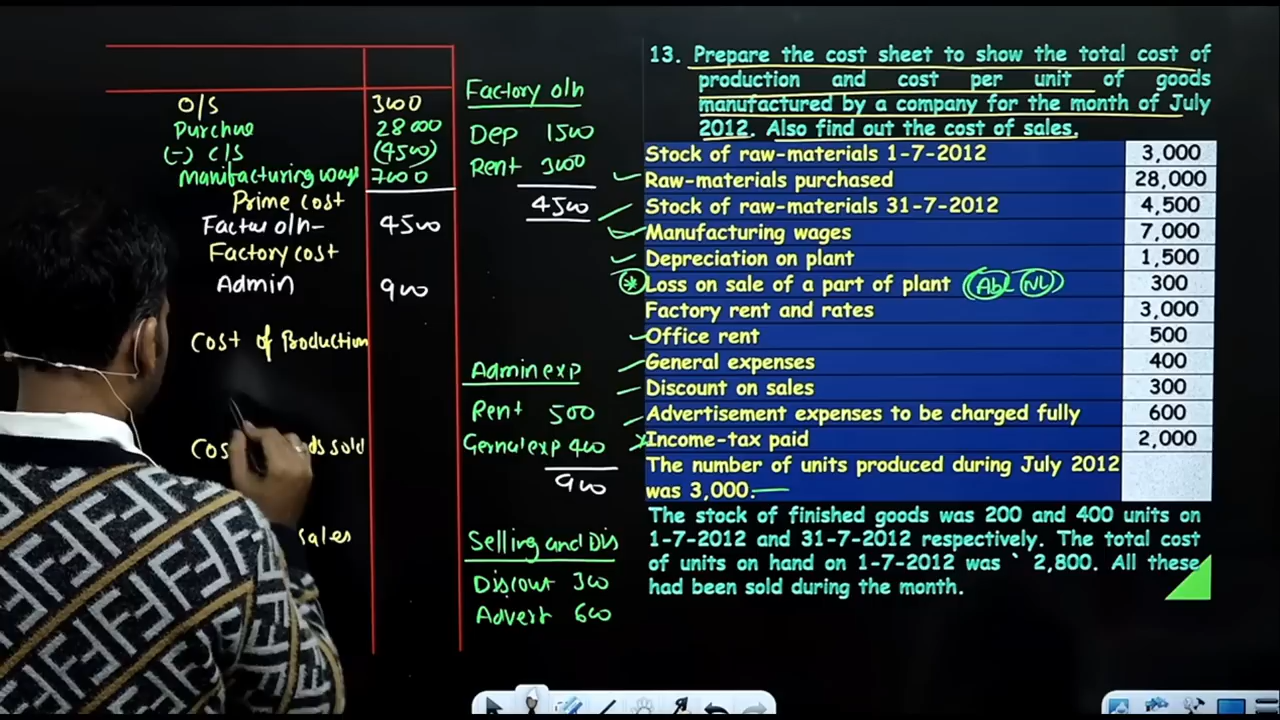 O/S 3000
Purchase 28000
(-) C/S (4500)
Manufacturing wages 7000
Prime cost
Factory o/h- 4500
Factory cost
Admin 900
Cost of Production
sold
sales
Factory o/h
Dep 1500
Rent 3000
4500
Admin exp
Rent 500
Gernal exp 400
900
Selling and Dis
Discount 300
Advert 600
13. Prepare the cost sheet to show the total cost of
production and cost per unit of goods
manufactured by a company for the month of July
2012. Also find out the cost of sales.
Stock of raw-materials 1-7-2012 3,000
Raw-materials purchased 28,000
Stock of raw-materials 31-7-2012 4,500
Manufacturing wages 7,000
Depreciation on plant 1,500
* Loss on sale of a part of plant (Ab NL) 300
Factory rent and rates 3,000
Office rent 500
General expenses 400
Discount on sales 300
Advertisement expenses to be charged fully 600
Income-tax paid 2,000
The number of units produced during July 2012
was 3,000.
The stock of finished goods was 200 and 400 units on
1-7-2012 and 31-7-2012 respectively. The total cost
of units on hand on 1-7-2012 was ` 2,800. All these
had been sold during the month.